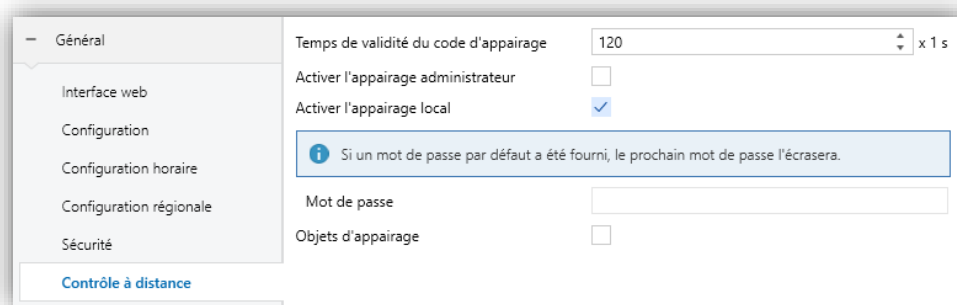 Général
Interface web
Configuration
Configuration horaire
Configuration régionale
Sécurité
Contrôle à distance
Temps de validité du code d'appairage 120 x 1 s
Activer l'appairage administrateur
Activer l'appairage local
Si un mot de passe par défaut a été fourni, le prochain mot de passe l'écrasera.
Mot de passe
Objets d'appairage